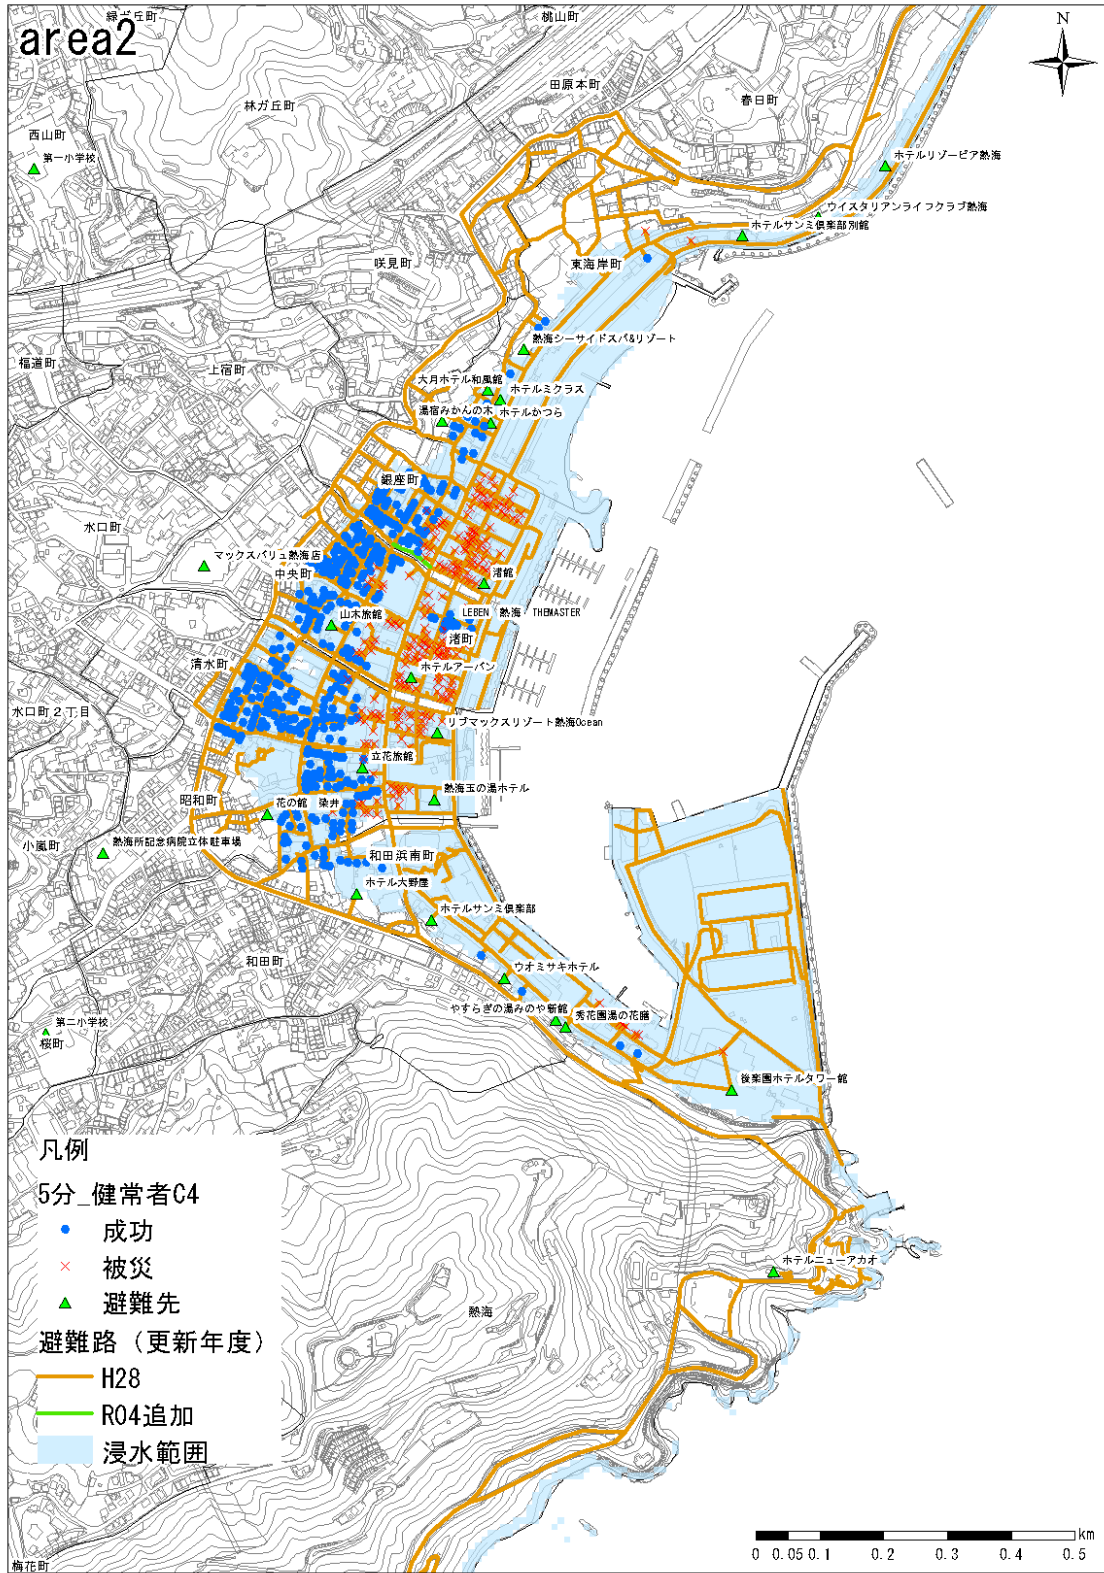 area2
緑ガ丘町
桃山町
N
田原本町
春日町
林ガ丘町
西山町
第一小学校
ホテルリゾーピア熱海
ウイスタリアンライフクラブ熱海
ホテルサンミ倶楽部別館
咲見町
東海岸町
熱海シーサイドスパ&リゾート
福道町
上宿町
大月ホテル和風館
ホテルミクラス
湯宿みかんの木
ホテルかつら
銀座町
水口町
マックスバリュ熱海店
中央町
渚館
山木旅館
LEBEN 熱海 THEMASTER
渚町
清水町
ホテルアーバン
水口町2丁目
リブマックスリゾート熱海Ocean
立花旅館
熱海玉の湯ホテル
昭和町
花の館 染井
小嵐町
熱海所記念病院立体駐車場
和田浜南町
ホテル大野屋
ホテルサンミ倶楽部
和田町
ウオミサキホテル
やすらぎの湯みのや新館
秀花園湯の花膳
第二小学校
桜町
後楽園ホテルタワー館
凡例
5分_健常者C4
成功
被災
避難先
避難路（更新年度）
H28
R04追加
浸水範囲
ホテルニューアカオ
熱海
km
0 0.05 0.1 0.2 0.3 0.4 0.5
梅花町